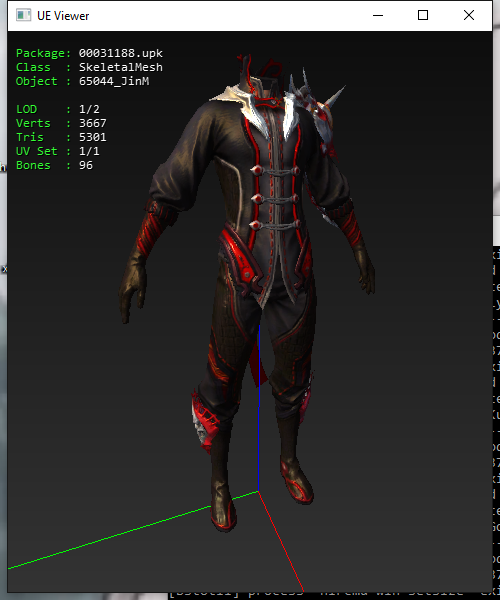 UE Viewer
Package: 00031188.upk
Class : SkeletalMesh
Object : 65044_JinM
LOD : 1/2
Verts : 3667
Tris : 5301
UV Set : 1/1
Bones : 96